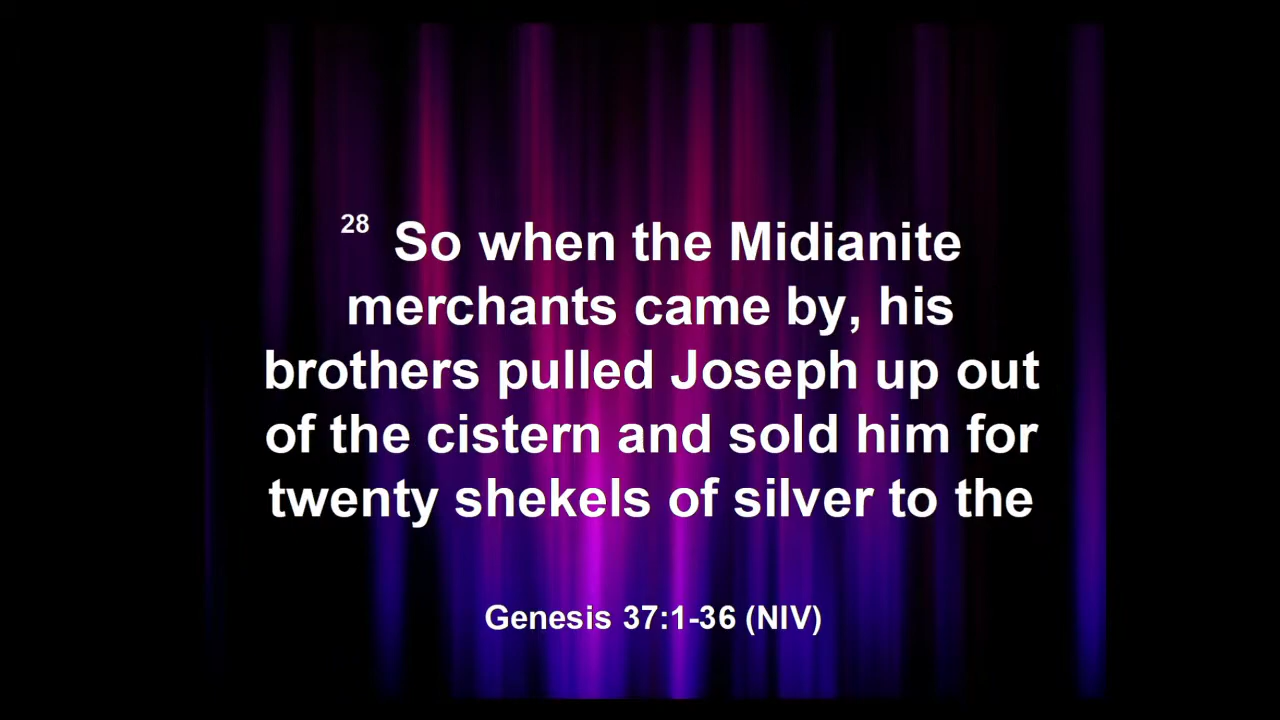 28 So when the Midianite
merchants came by, his
brothers pulled Joseph up out
of the cistern and sold him for
twenty shekels of silver to the
Genesis 37:1-36 (NIV)